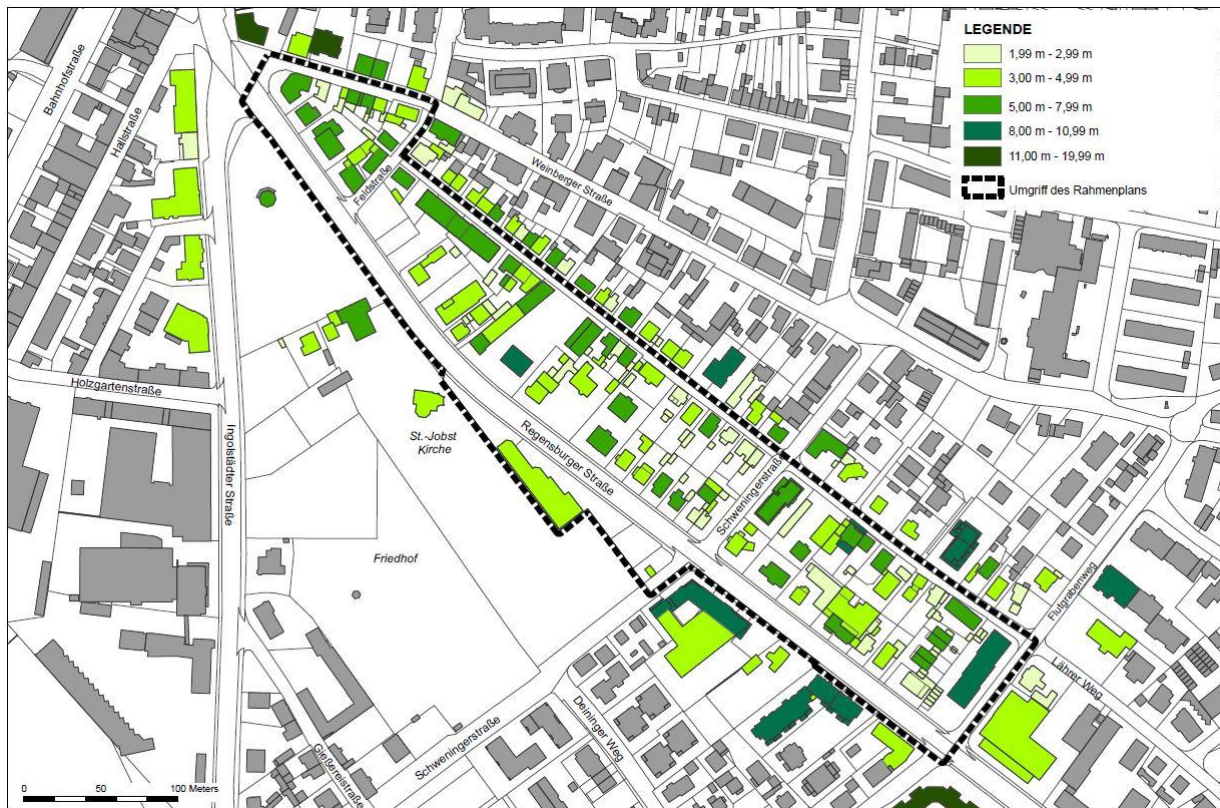 LEGENDE
1,99 m - 2,99 m
3,00 m - 4,99 m
5,00 m - 7,99 m
8,00 m - 10,99 m
11,00 m - 19,99 m
Umgriff des Rahmenplans
Bahnhofstraße
Hallstraße
Feldstraße
Weinberger Straße
Holzgartenstraße
Ingolstädter Straße
St.-Jobst
Kirche
Regensburger Straße
Schweningerstraße
Friedhof
Flutgrabenweg
Lährer Weg
Deininger Weg
Schweningerstraße
Gießereistraße
0 50 100 Meters